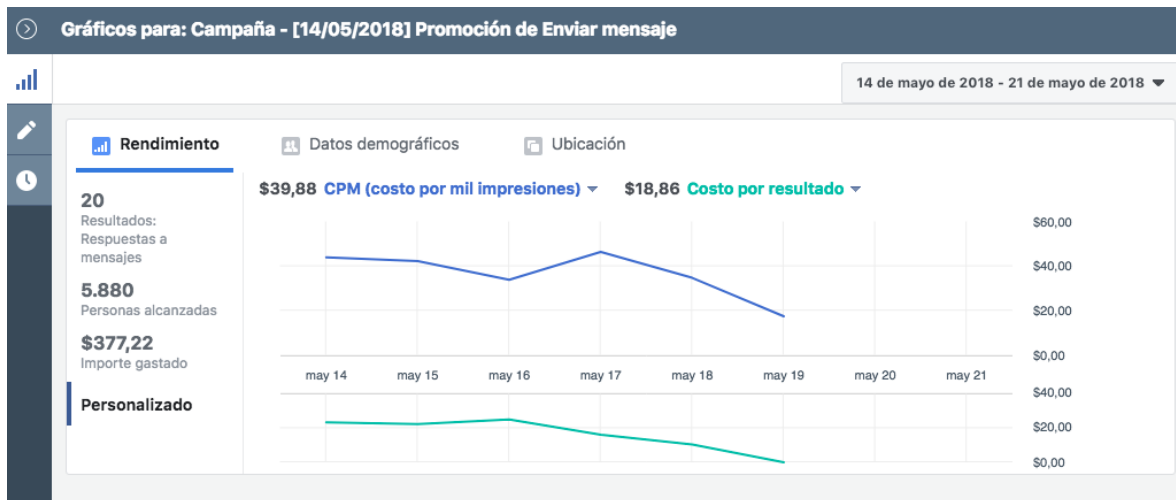 Gráficos para: Campaña - [14/05/2018] Promoción de Enviar mensaje
14 de mayo de 2018 - 21 de mayo de 2018
Rendimiento
Datos demográficos
Ubicación
20
Resultados:
Respuestas a
mensajes
5.880
Personas alcanzadas
$377,22
Importe gastado
Personalizado
$39,88 CPM (costo por mil impresiones)
$18,86 Costo por resultado
$60,00
$40,00
$20,00
$0,00
may 14 may 15 may 16 may 17 may 18 may 19 may 20 may 21
$40,00
$20,00
$0,00